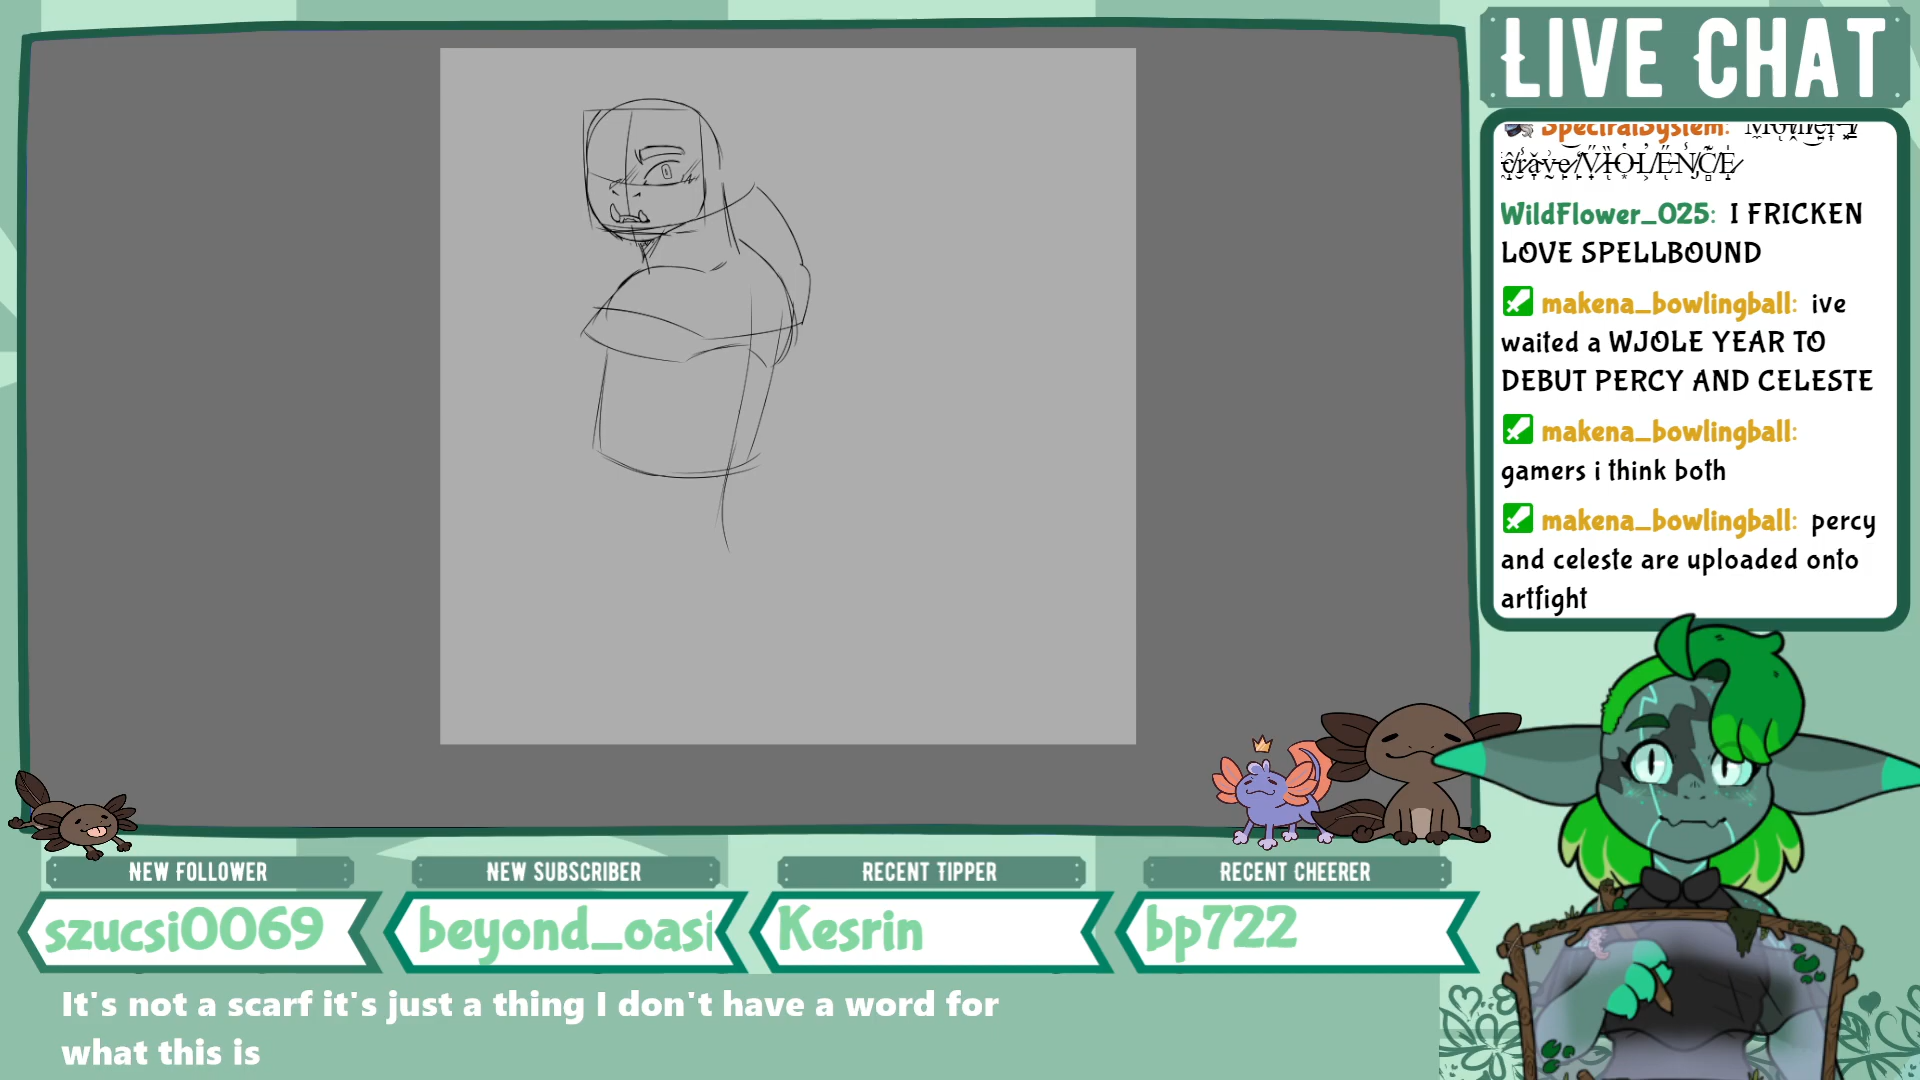 LIVE CHAT
SpectralSystem:
WildFlower_025: I FRICKEN
LOVE SPELLBOUND
makena_bowlingball: ive
waited a WJOLE YEAR TO
DEBUT PERCY AND CELESTE
makena_bowlingball:
gamers i think both
makena_bowlingball: percy
and celeste are uploaded onto
artfight
NEW FOLLOWER
szucsi0069
NEW SUBSCRIBER
beyond_oasi
RECENT TIPPER
Kesrin
RECENT CHEERER
bp722
It's not a scarf it's just a thing I don't have a word for
what this is